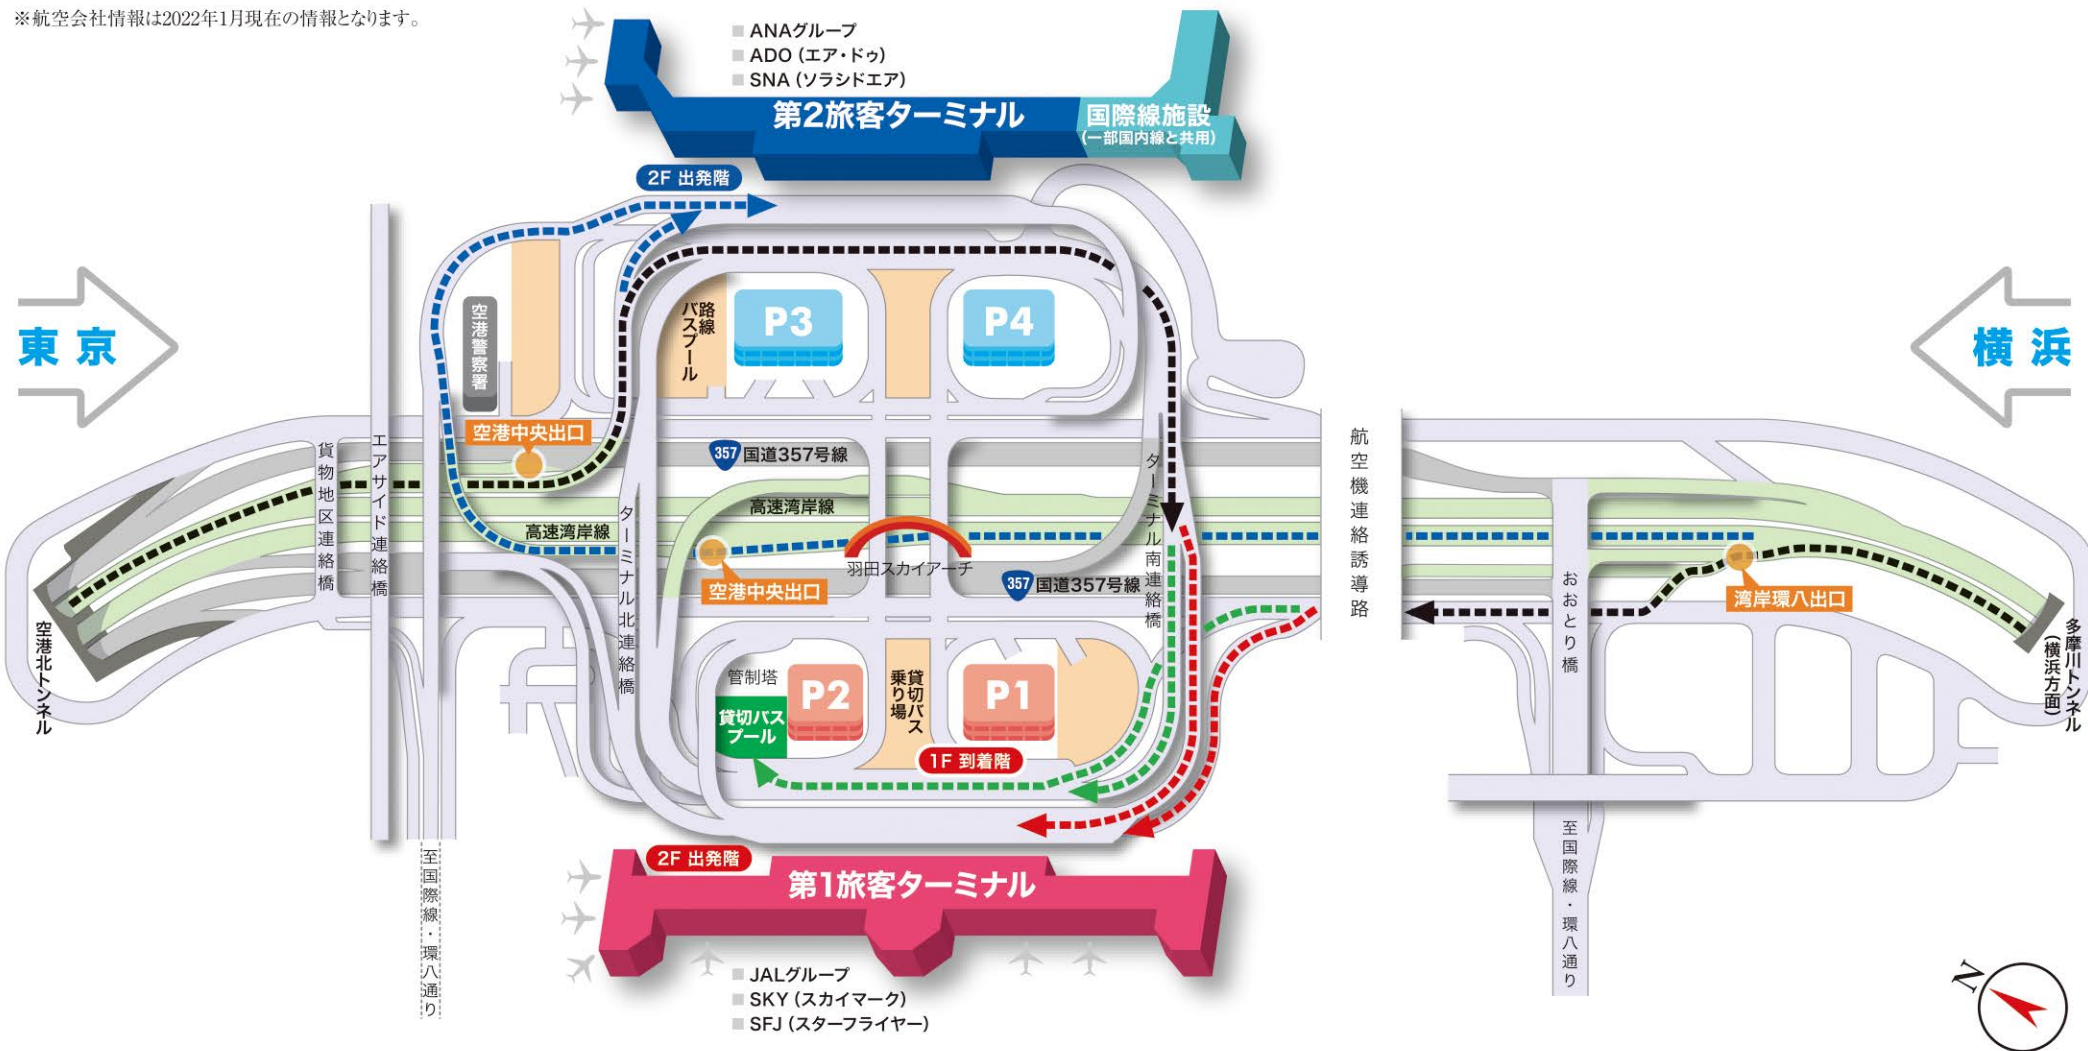 ※航空会社情報は2022年1月現在の情報となります。
■ ANAグループ
■ ADO (エア・ドゥ)
■ SNA (ソラシドエア)
第2旅客ターミナル
国際線施設
(一部国内線と共用)
2F 出発階
東京
横浜
空港警察署
路線
バスプール
P3
P4
空港中央出口
357 国道357号線
高速湾岸線
高速湾岸線
貨物地区連絡橋
エアサイド連絡橋
ターミナル北連絡橋
ターミナル南連絡橋
航空機連絡誘導路
おおとり橋
羽田スカイアーチ
空港中央出口
357 国道357号線
湾岸環八出口
空港北トンネル
多摩川トンネル
(横浜方面)
管制塔
貸切バス
プール
P2
貸切バス
乗り場
P1
1F 到着階
2F 出発階
第1旅客ターミナル
至国際線・環八通り
至国際線・環八通り
■ JALグループ
■ SKY (スカイマーク)
■ SFJ (スターフライヤー)
N